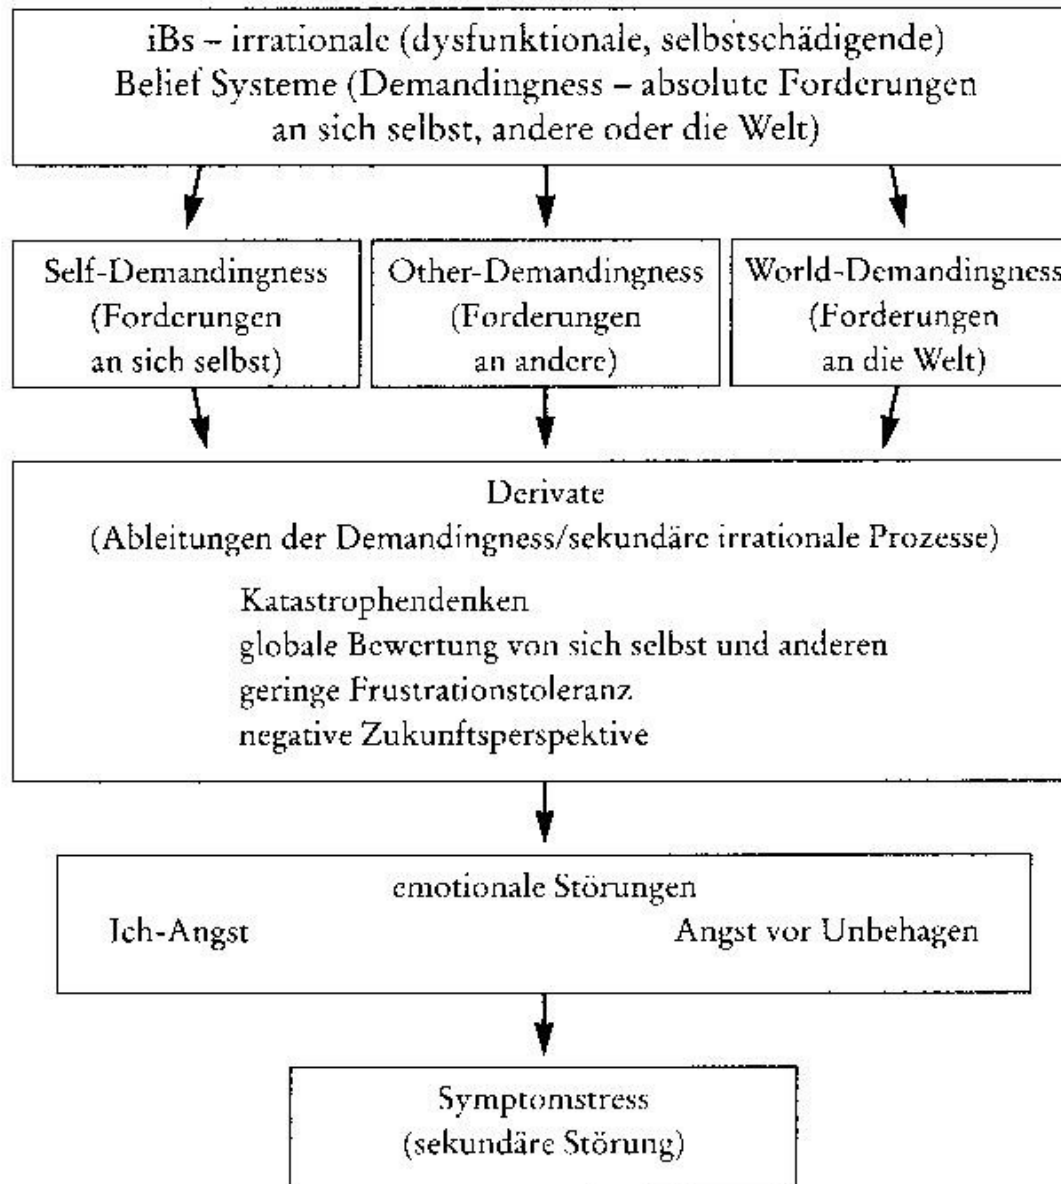 iBs – irrationale (dysfunktionale, selbstschädigende)
Belief Systeme (Demandingness – absolute Forderungen
an sich selbst, andere oder die Welt)
Self-Demandingness
(Forderungen
an sich selbst)
Other-Demandingness
(Forderungen
an andere)
World-Demandingness
(Forderungen
an die Welt)
Derivate
(Ableitungen der Demandingness/sekundäre irrationale Prozesse)
Katastrophendenken
globale Bewertung von sich selbst und anderen
geringe Frustrationstoleranz
negative Zukunftsperspektive
emotionale Störungen
Ich-Angst
Angst vor Unbehagen
Symptomstress
(sekundäre Störung)